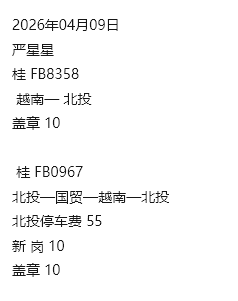 2026年04月09日
严星星
桂 FB8358
越南— 北投
盖章 10

桂 FB0967
北投—国贸—越南—北投
北投停车费 55
新 岗 10
盖章 10